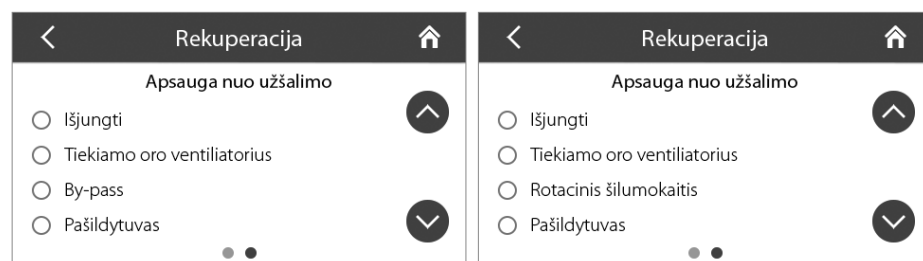 Rekuperacija
Apsauga nuo užšalimo
Išjungti
Tiekiamo oro ventiliatorius
By-pass
Pašildytuvas
Rekuperacija
Apsauga nuo užšalimo
Išjungti
Tiekiamo oro ventiliatorius
Rotacinis šilumokaitis
Pašildytuvas